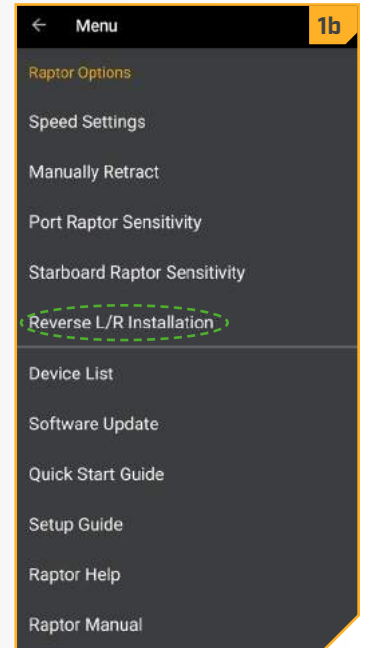 ← Menu
1b
Raptor Options
Speed Settings
Manually Retract
Port Raptor Sensitivity
Starboard Raptor Sensitivity
Reverse L/R Installation
Device List
Software Update
Quick Start Guide
Setup Guide
Raptor Help
Raptor Manual